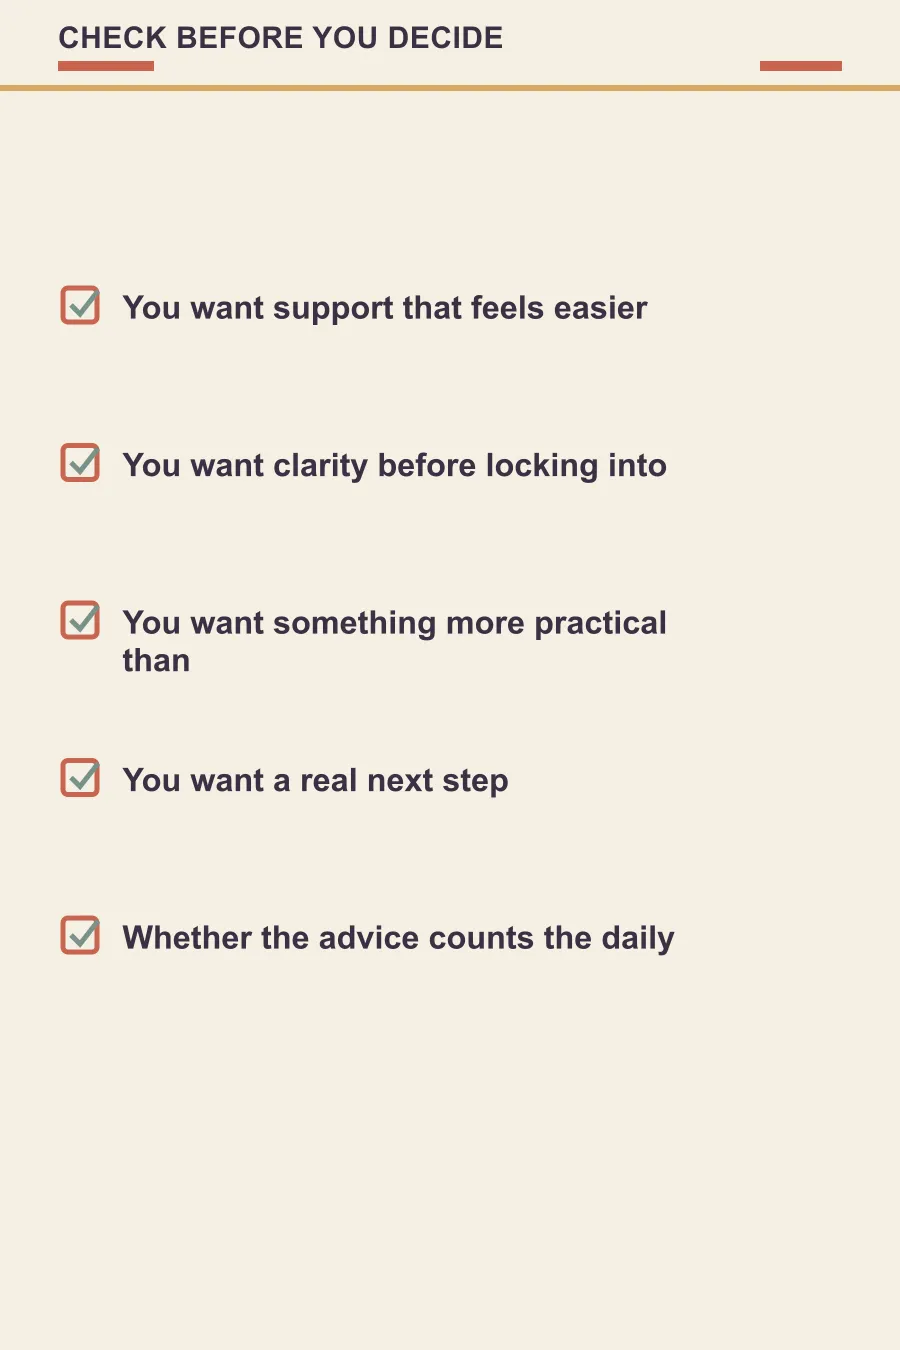 CHECK BEFORE YOU DECIDE
You want support that feels easier
You want clarity before locking into
You want something more practical
than
You want a real next step
Whether the advice counts the daily